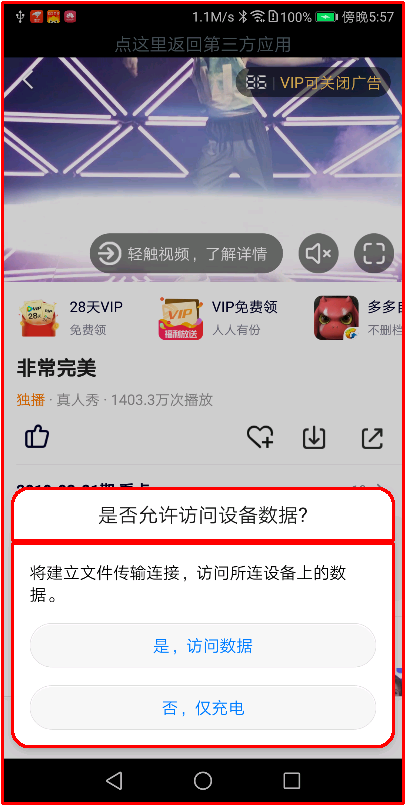 1.1M/s 100% 傍晚5:57
点这里返回第三方应用
VIP可关闭广告
轻触视频，了解详情
28天VIP
免费领
VIP免费领
人人有份
多多
不删档
非常完美
独播 · 真人秀 · 1403.3万次播放
是否允许访问设备数据?
将建立文件传输连接，访问所连设备上的数
据。
是，访问数据
否，仅充电